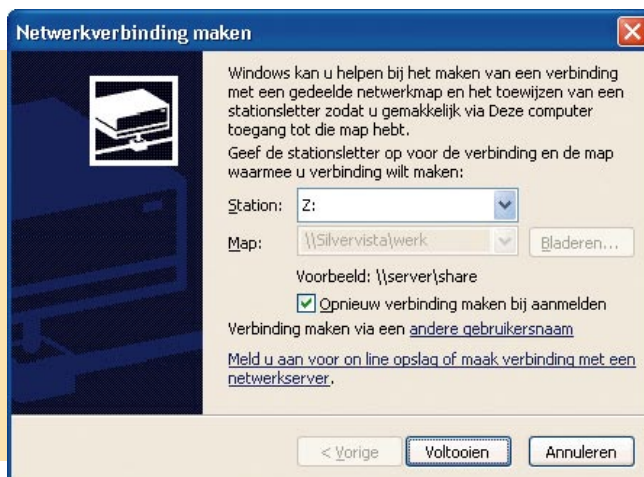 Netwerkverbinding maken
Windows kan u helpen bij het maken van een verbinding
met een gedeelde netwerkmap en het toewijzen van een
stationsletter zodat u gemakkelijk via Deze computer
toegang tot die map hebt.
Geef de stationsletter op voor de verbinding en de map
waarmee u verbinding wilt maken:
Station: Z:
Map: \\Silvervista\werk Bladeren...
Voorbeeld: \\server\share
Opnieuw verbinding maken bij aanmelden
Verbinding maken via een andere gebruikersnaam
Meld u aan voor on line opslag of maak verbinding met een
netwerkserver.
< Vorige Voltooien Annuleren